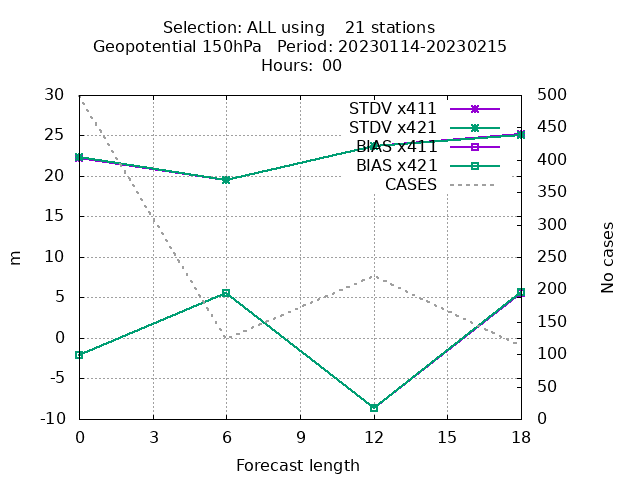 Selection: ALL using    21 stations
Geopotential 150hPa   Period: 20230114-20230215
Hours: 00
30
25
20
15
10
5
0
-5
-10
m
STDV x411
STDV x421
BIAS x411
BIAS x421
CASES
500
450
400
350
300
250
200
150
100
50
0
No cases
0 3 6 9 12 15 18
Forecast length